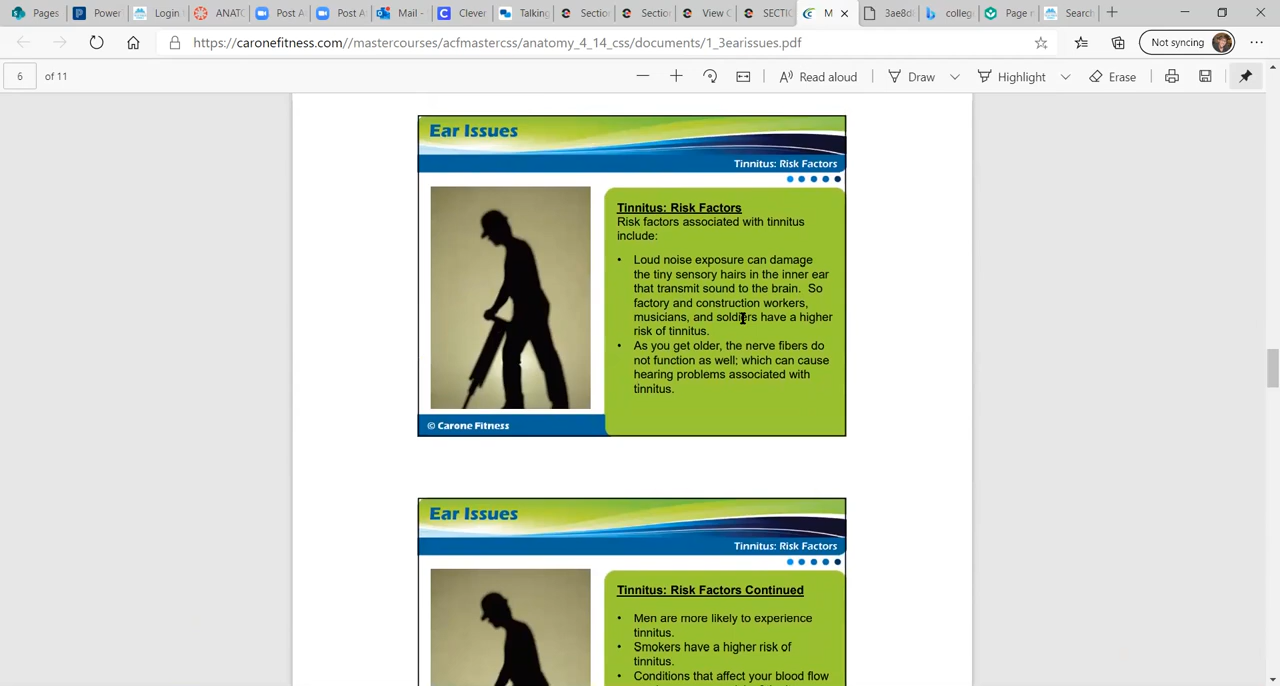 Pages
Power
Login
ANATO
Post A
Post A
Mail -
Clever
Talking
Section
Section
View C
SECTIO
M
3ae8d
colleg
Page n
Search
https://caronefitness.com//mastercourses/acfmastercss/anatomy_4_14_css/documents/1_3earissues.pdf
Not syncing
6 of 11
Read aloud
Draw
Highlight
Erase
Ear Issues
Tinnitus: Risk Factors
Tinnitus: Risk Factors
Risk factors associated with tinnitus
include:
• Loud noise exposure can damage
the tiny sensory hairs in the inner ear
that transmit sound to the brain. So
factory and construction workers,
musicians, and soldiers have a higher
risk of tinnitus.
• As you get older, the nerve fibers do
not function as well; which can cause
hearing problems associated with
tinnitus.
© Carone Fitness
Ear Issues
Tinnitus: Risk Factors
Tinnitus: Risk Factors Continued
• Men are more likely to experience
tinnitus.
• Smokers have a higher risk of
tinnitus.
• Conditions that affect your blood flow